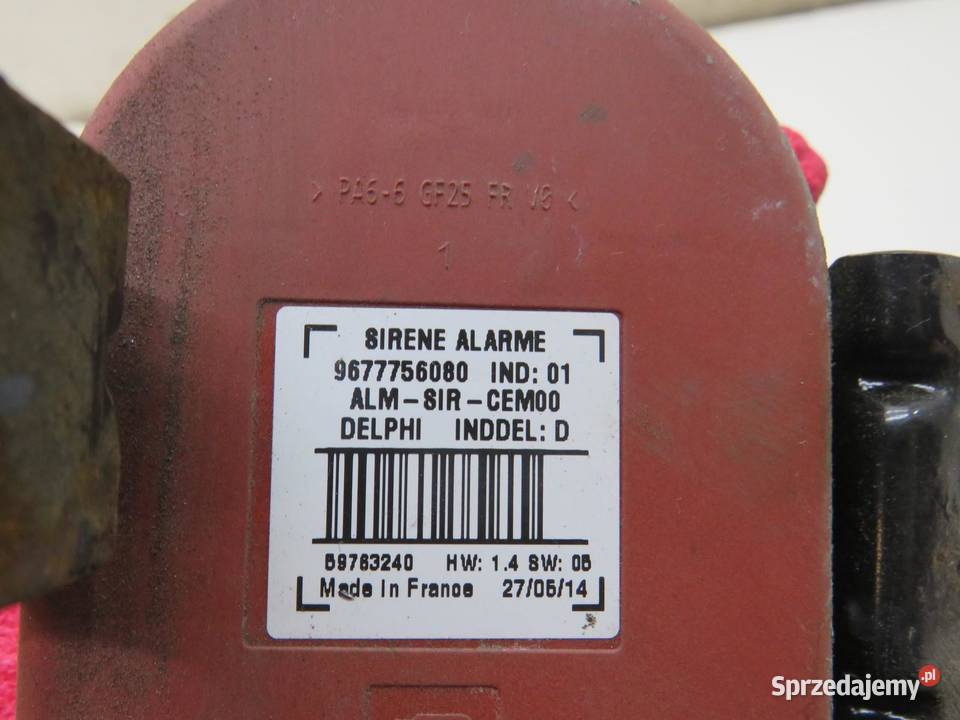 > PA6-6 GF25 FR V0 <
1
SIRENE ALARME
9677756080 IND: 01
ALM-SIR-CEM00
DELPHI INDDEL: D
59763240 HW: 1.4 SW: 05
Made in France 27/05/14
Sprzedajemy.pl